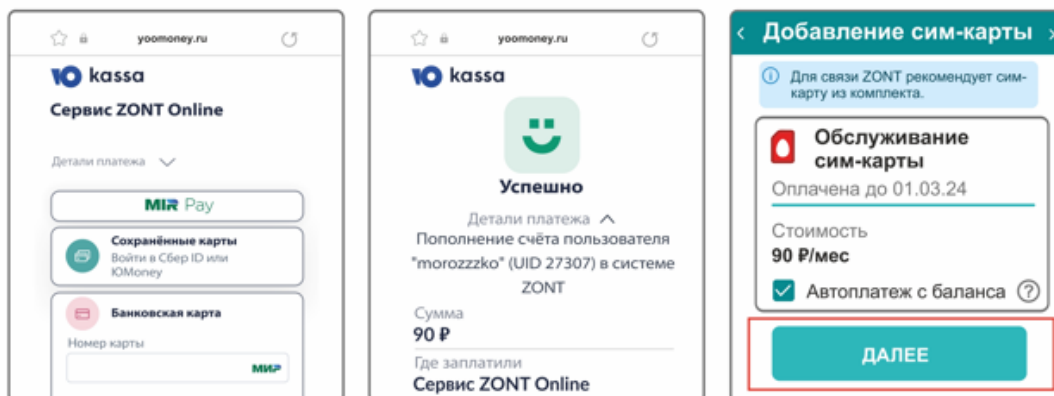 yoomoney.ru
Ю kassa
Сервис ZONT Online
Детали платежа
MIR Pay
Сохранённые карты
Войти в Сбер ID или
ЮMoney
Банковская карта
Номер карты
МИР
yoomoney.ru
Ю kassa
Успешно
Детали платежа
Пополнение счёта пользователя
"morozzzko" (UID 27307) в системе
ZONT
Сумма
90 ₽
Где заплатили
Сервис ZONT Online
Добавление сим-карты
Для связи ZONT рекомендует сим-
карту из комплекта.
Обслуживание
сим-карты
Оплачена до 01.03.24
Стоимость
90 ₽/мес
Автоплатеж с баланса ?
ДАЛЕЕ